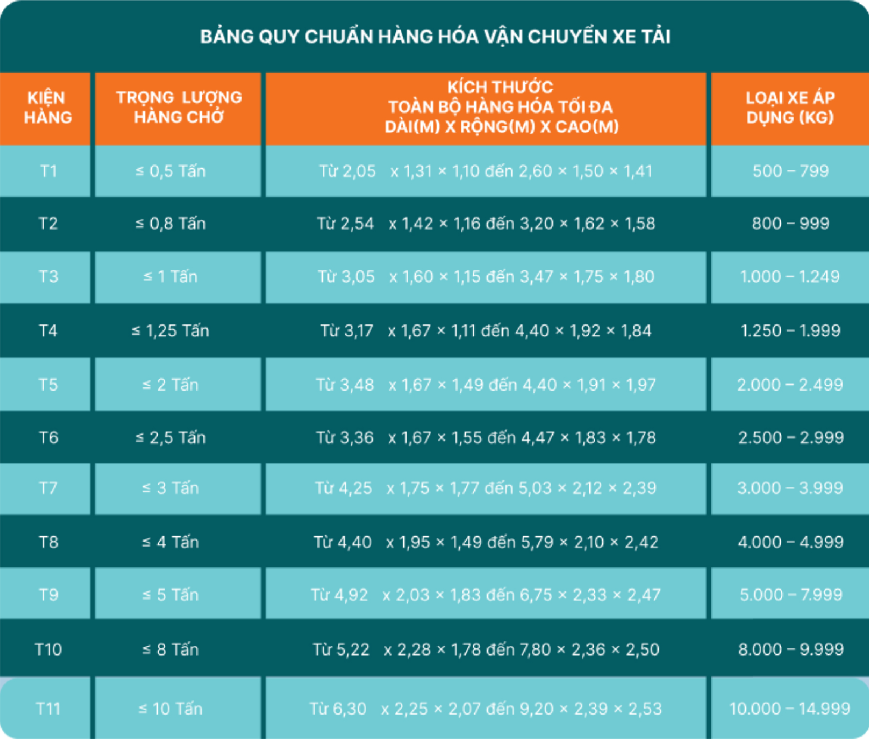 BẢNG QUY CHUẨN HÀNG HÓA VẬN CHUYỂN XE TẢI
KIỆN
HÀNG
TRỌNG LƯỢNG
HÀNG CHỞ
KÍCH THƯỚC
TOÀN BỘ HÀNG HÓA TỐI ĐA
DÀI(M) X RỘNG(M) X CAO(M)
LOẠI XE ÁP
DỤNG (KG)
T1 ≤ 0,5 Tấn Từ 2,05 x 1,31 × 1,10 đến 2,60 × 1,50 × 1,41 500 – 799
T2 ≤ 0,8 Tấn Từ 2,54 x 1,42 × 1,16 đến 3,20 × 1,62 × 1,58 800 – 999
T3 ≤ 1 Tấn Từ 3,05 x 1,60 × 1,15 đến 3,47 × 1,75 × 1,80 1.000 – 1.249
T4 ≤ 1,25 Tấn Từ 3,17 x 1,67 × 1,11 đến 4,40 × 1,92 × 1,84 1.250 – 1.999
T5 ≤ 2 Tấn Từ 3,48 x 1,67 × 1,49 đến 4,40 × 1,91 × 1,97 2.000 – 2.499
T6 ≤ 2,5 Tấn Từ 3,36 x 1,67 × 1,55 đến 4,47 × 1,83 × 1,78 2.500 – 2.999
T7 ≤ 3 Tấn Từ 4,25 x 1,75 × 1,77 đến 5,03 × 2,12 × 2,39 3.000 – 3.999
T8 ≤ 4 Tấn Từ 4,40 x 1,95 × 1,49 đến 5,79 × 2,10 × 2,42 4.000 – 4.999
T9 ≤ 5 Tấn Từ 4,92 x 2,03 × 1,83 đến 6,75 × 2,33 × 2,47 5.000 – 7.999
T10 ≤ 8 Tấn Từ 5,22 x 2,28 × 1,78 đến 7,80 × 2,36 × 2,50 8.000 – 9.999
T11 ≤ 10 Tấn Từ 6,30 x 2,25 × 2,07 đến 9,20 × 2,39 × 2,53 10.000 – 14.999